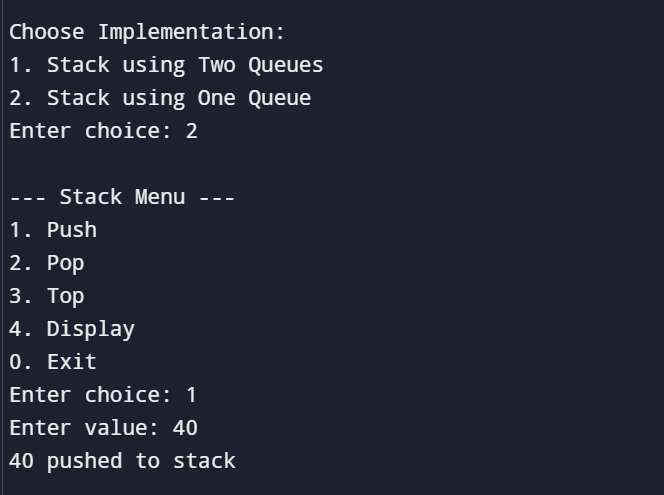 Choose Implementation:
1. Stack using Two Queues
2. Stack using One Queue
Enter choice: 2
--- Stack Menu ---
1. Push
2. Pop
3. Top
4. Display
0. Exit
Enter choice: 1
Enter value: 40
40 pushed to stack